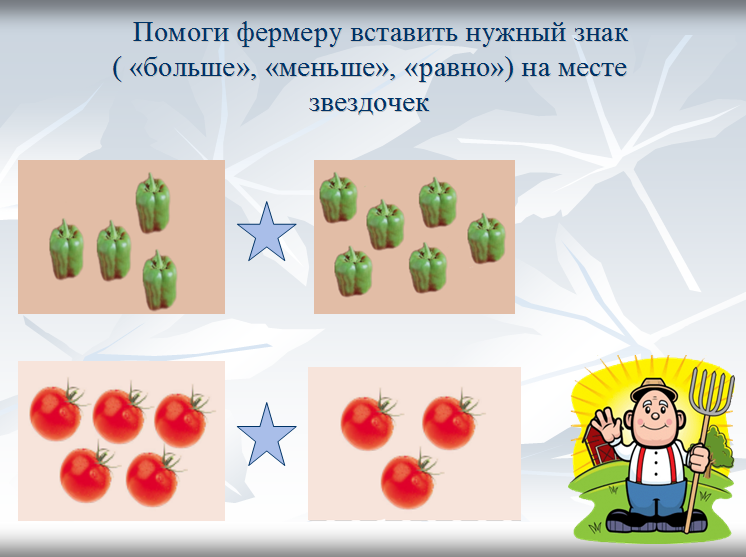 Помоги фермеру вставить нужный знак
( «больше», «меньше», «равно») на месте
звездочек